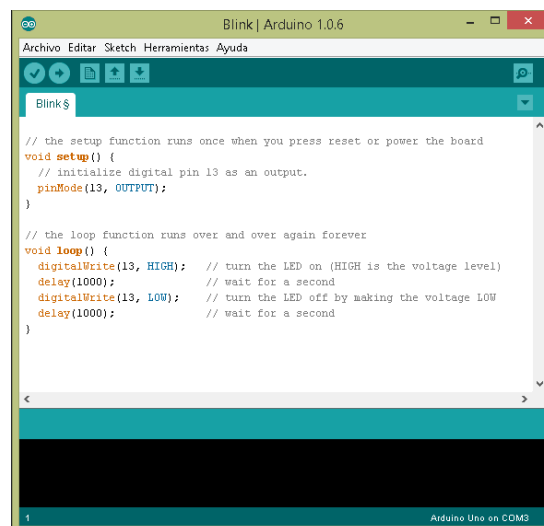 Blink | Arduino 1.0.6
Archivo Editar Sketch Herramientas Ayuda
Blink §
// the setup function runs once when you press reset or power the board
void setup() {
  // initialize digital pin 13 as an output.
  pinMode(13, OUTPUT);
}
// the loop function runs over and over again forever
void loop() {
  digitalWrite(13, HIGH);   // turn the LED on (HIGH is the voltage level)
  delay(1000);              // wait for a second
  digitalWrite(13, LOW);    // turn the LED off by making the voltage LOW
  delay(1000);              // wait for a second
}
1 Arduino Uno on COM3